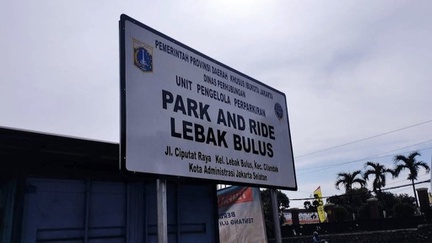 PEMERINTAH PROVINSI DAERAH KHUSUS IBUKOTA JAKARTA
DINAS PERHUBUNGAN
UNIT PENGELOLA PERPARKIRAN
PARK AND RIDE
LEBAK BULUS
Jl. Ciputat Raya Kel. Lebak Bulus, Kec. Cilandak
Kota Administrasi Jakarta Selatan